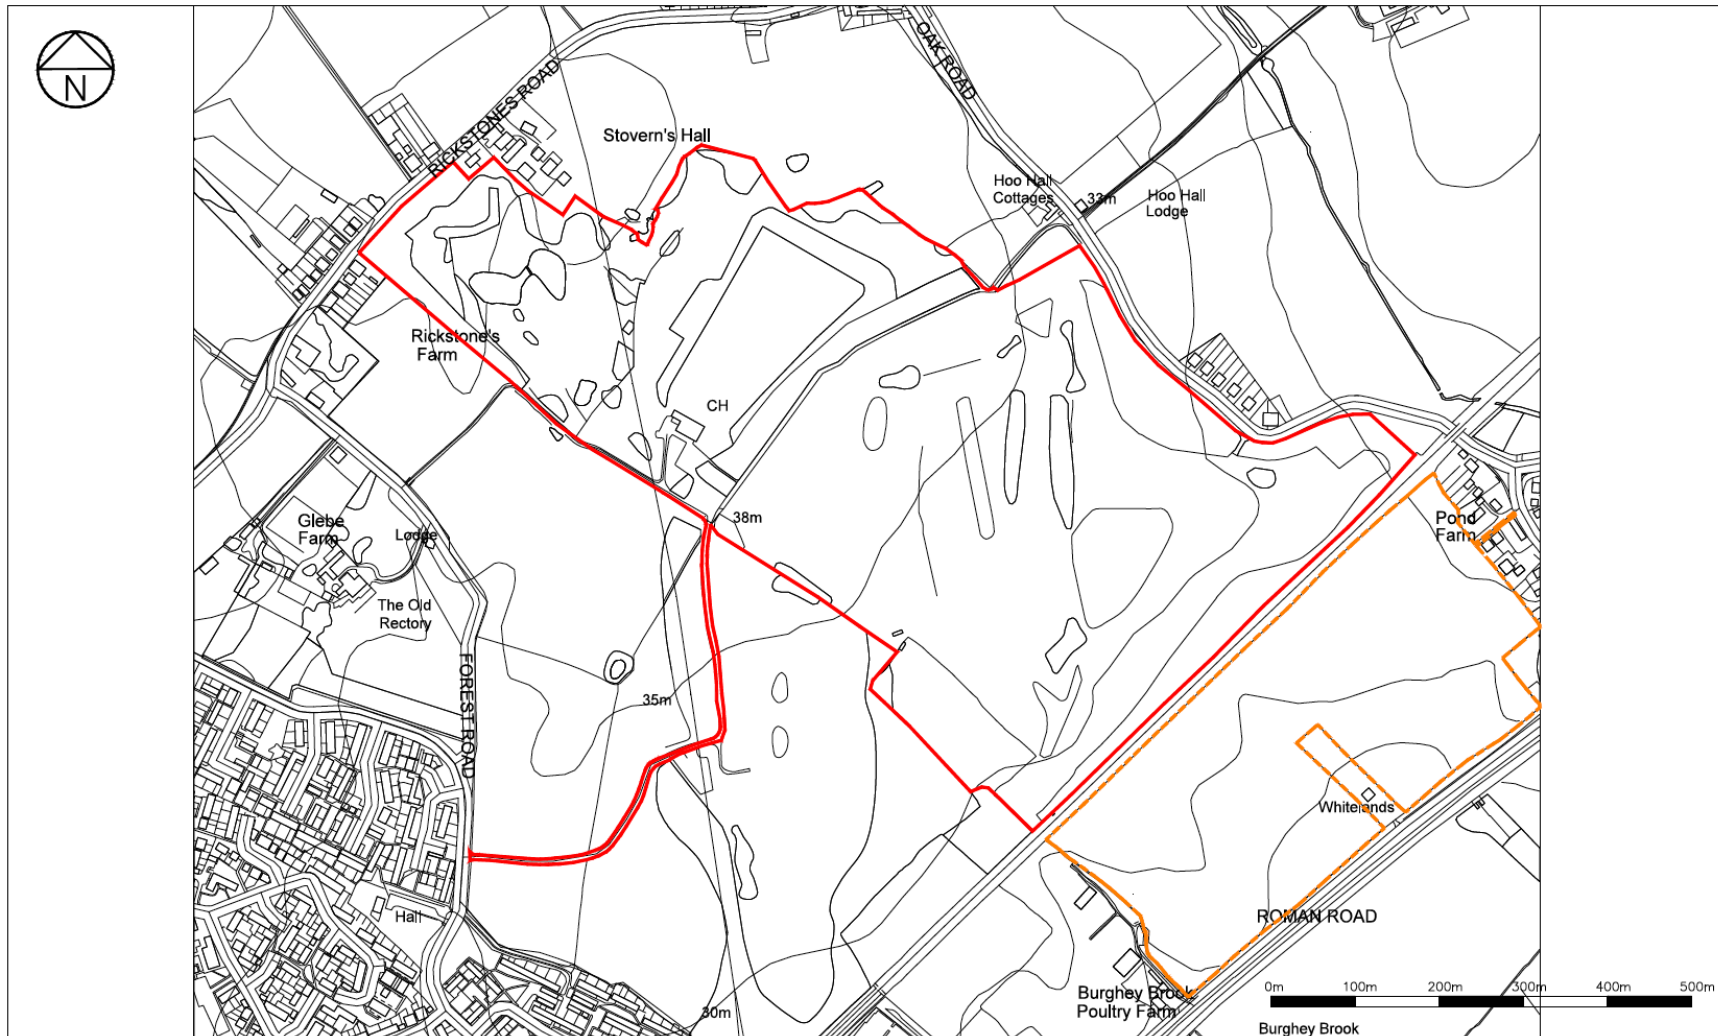 N
RICKSTONES ROAD
OAK ROAD
Stovern's Hall
Hoo Hall
Cottages
33m
Hoo Hall
Lodge
Rickstone's
Farm
CH
38m
Glebe
Farm
Lodge
Pond
Farm
The Old
Rectory
FOREST ROAD
35m
Whitelands
Hall
ROMAN ROAD
Burghey Brook
Poultry Farm
30m
0m 100m 200m 300m 400m 500m
Burghey Brook